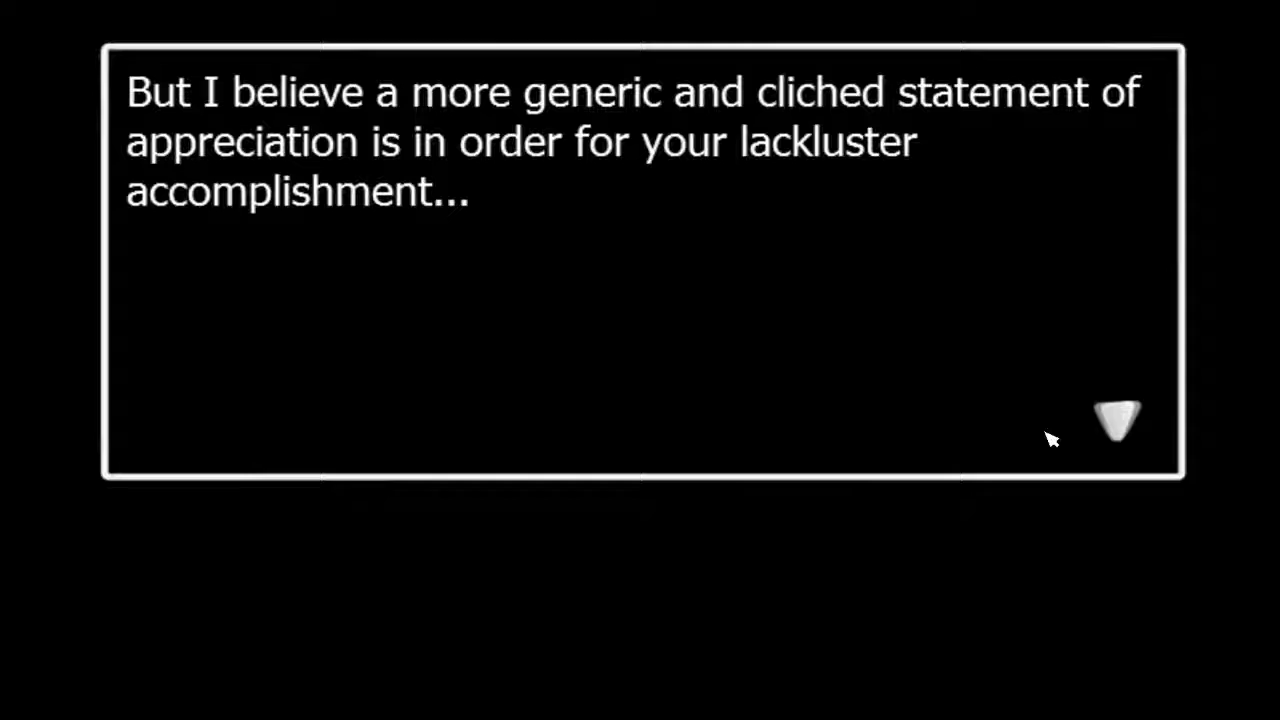 But I believe a more generic and cliched statement of
appreciation is in order for your lackluster
accomplishment...